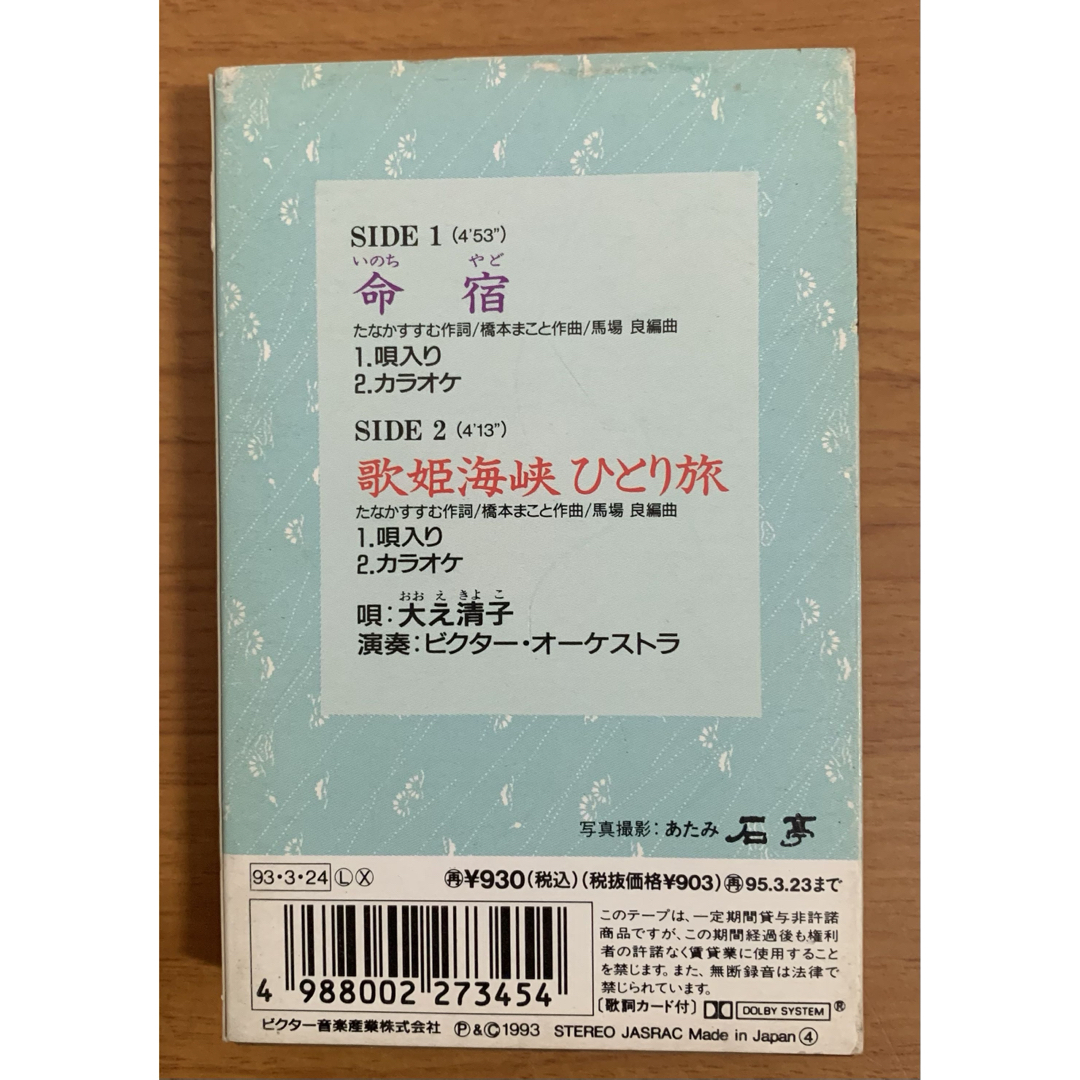 SIDE 1 (4'53")
いのち やど
命 宿
たなかすすむ作詞/橋本まこと作曲/馬場 良編曲
1.唄入り
2.カラオケ
SIDE 2 (4'13")
歌姫海峡 ひとり旅
たなかすすむ作詞/橋本まこと作曲/馬場 良編曲
1.唄入り
2.カラオケ
おお え きよ こ
唄:大え清子
演奏:ビクター・オーケストラ
写真撮影:あたみ 石亭
93・3・24 Ⓛ Ⓧ ㊢¥930(税込)(税抜価格¥903)㊢95.3.23まで
このテープは、一定期間貸与非許諾
商品ですが、この期間経過後も権利
者の許諾なく賃貸業に使用すること
を禁じます。また、無断録音は法律で
禁じられています。
〔歌詞カード付〕 DOLBY SYSTEM ®
4 988002 273454
ビクター音楽産業株式会社 Ⓟ&Ⓒ1993 STEREO JASRAC Made in Japan④